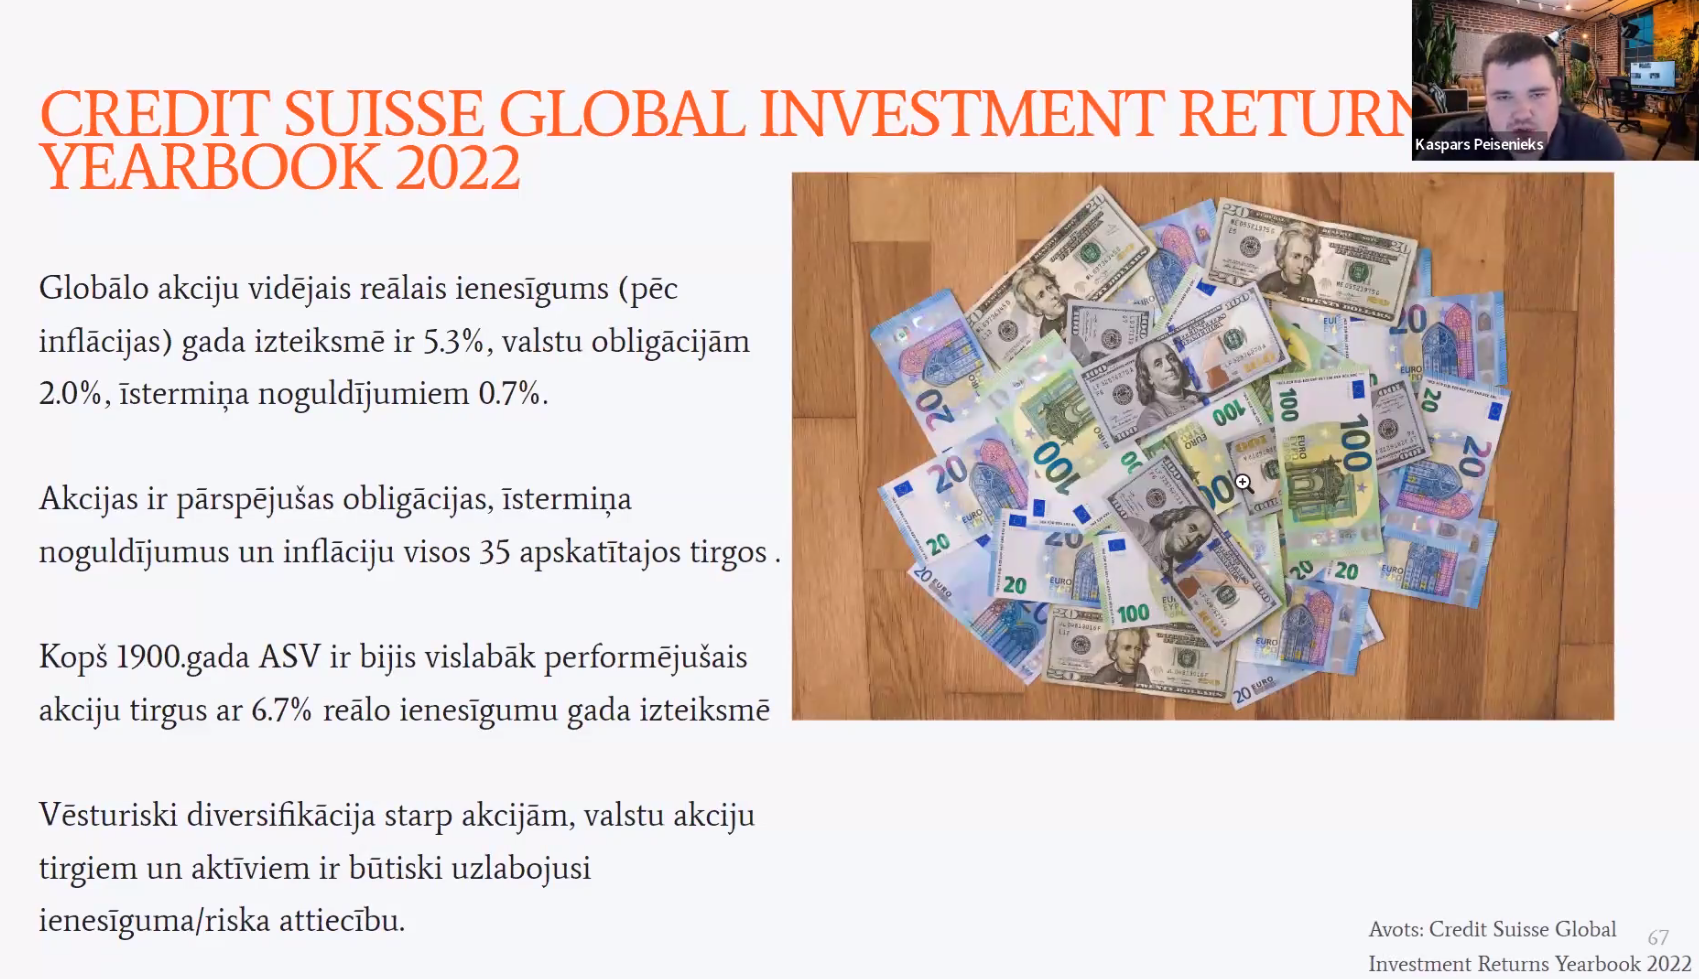 CREDIT SUISSE GLOBAL INVESTMENT RETURN
YEARBOOK 2022
Kaspars Peisenieks
Globālo akciju vidējais reālais ienesīgums (pēc
inflācijas) gada izteiksmē ir 5.3%, valstu obligācijām
2.0%, īstermiņa noguldījumiem 0.7%.
Akcijas ir pārspējušas obligācijas, īstermiņa
noguldījumus un inflāciju visos 35 apskatītajos tirgos .
Kopš 1900.gada ASV ir bijis vislabāk performējušais
akciju tirgus ar 6.7% reālo ienesīgumu gada izteiksmē
Vēsturiski diversifikācija starp akcijām, valstu akciju
tirgiem un aktīviem ir būtiski uzlabojusi
ienesīguma/riska attiecību.
Avots: Credit Suisse Global
Investment Returns Yearbook 2022
67